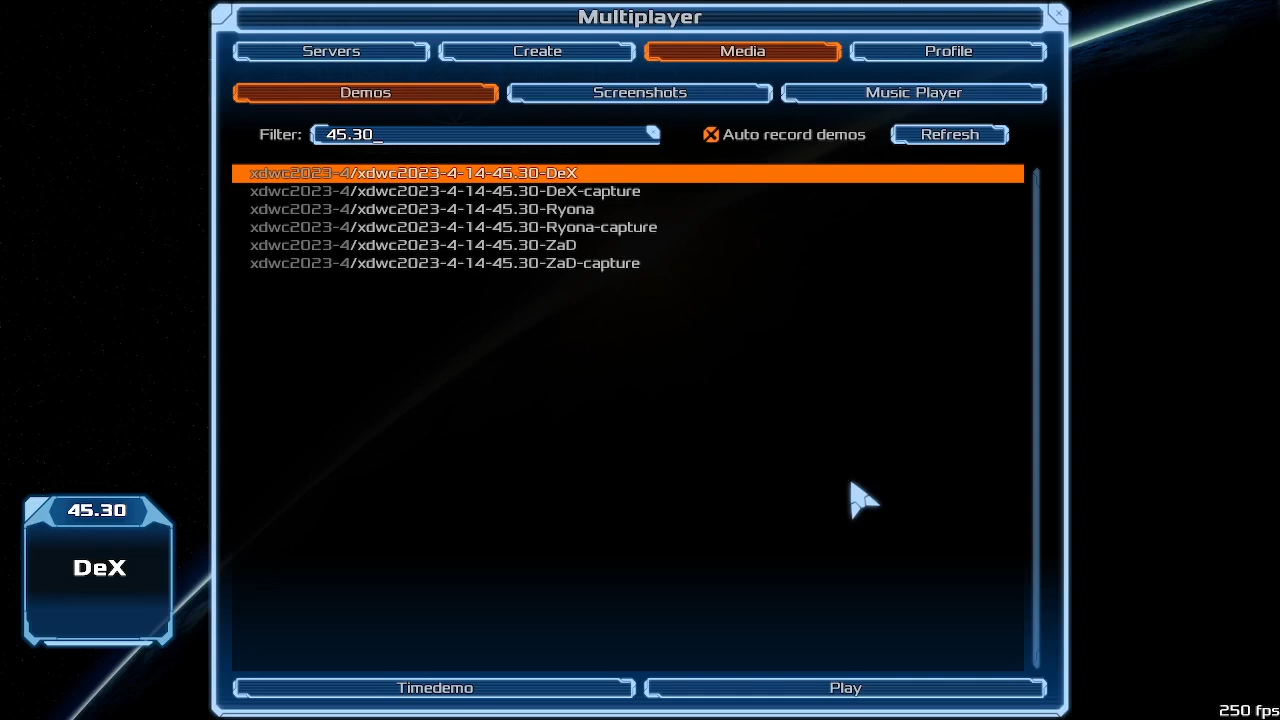 Multiplayer
Servers Create Media Profile
Demos Screenshots Music Player
Filter: 45.30_ Auto record demos Refresh
xdwc2023-4/xdwc2023-4-14-45.30-DeX
xdwc2023-4/xdwc2023-4-14-45.30-DeX-capture
xdwc2023-4/xdwc2023-4-14-45.30-Ryona
xdwc2023-4/xdwc2023-4-14-45.30-Ryona-capture
xdwc2023-4/xdwc2023-4-14-45.30-ZaD
xdwc2023-4/xdwc2023-4-14-45.30-ZaD-capture
45.30
DeX
Timedemo Play
250 fps